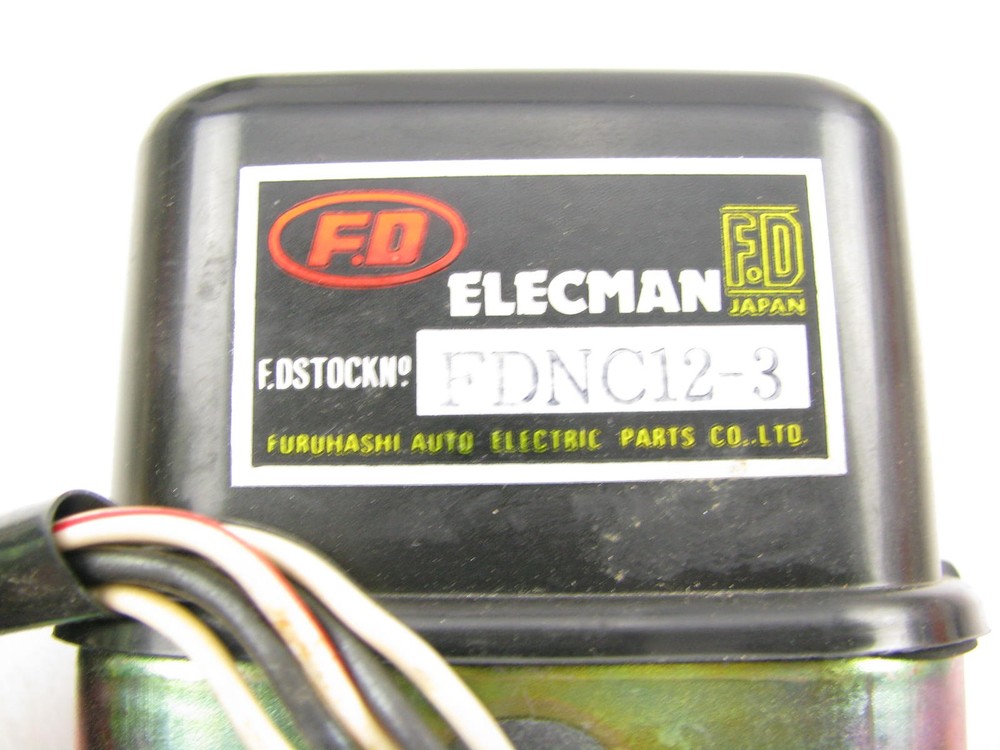 F.D
F.D
JAPAN
ELECMAN
F.DSTOCKNo. FDNC12-3
FURUHASHI AUTO ELECTRIC PARTS CO.,LTD.